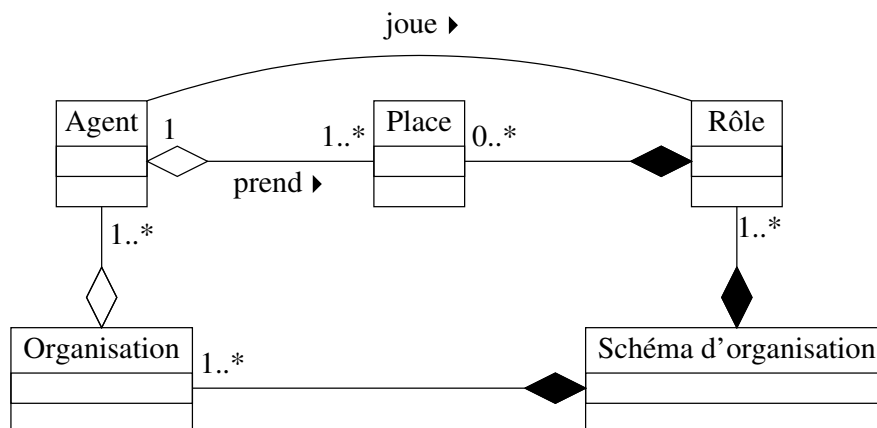 joue ▸
Agent
Place
Rôle
1
1..*
0..*
prend ▸
1..*
1..*
Organisation
Schéma d'organisation
1..*